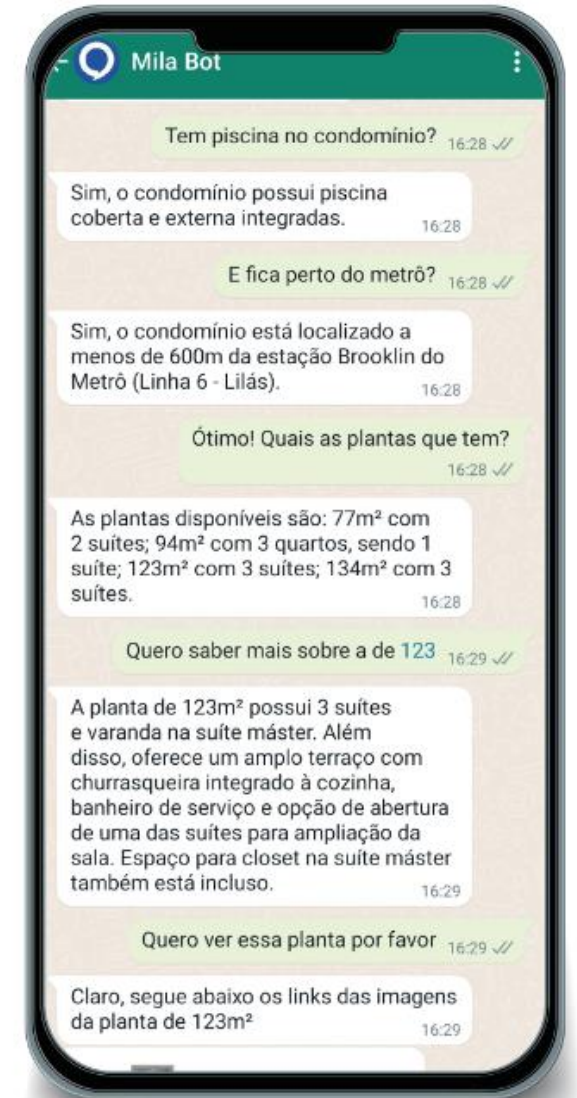 Mila Bot
Tem piscina no condomínio? 16:28
Sim, o condomínio possui piscina
coberta e externa integradas. 16:28
E fica perto do metrô? 16:28
Sim, o condomínio está localizado a
menos de 600m da estação Brooklin do
Metrô (Linha 6 - Lilás). 16:28
Ótimo! Quais as plantas que tem?
16:28
As plantas disponíveis são: 77m² com
2 suítes; 94m² com 3 quartos, sendo 1
suíte; 123m² com 3 suítes; 134m² com 3
suítes. 16:28
Quero saber mais sobre a de 123 16:29
A planta de 123m² possui 3 suítes
e varanda na suíte máster. Além
disso, oferece um amplo terraço com
churrasqueira integrado à cozinha,
banheiro de serviço e opção de abertura
de uma das suítes para ampliação da
sala. Espaço para closet na suíte máster
também está incluso. 16:29
Quero ver essa planta por favor 16:29
Claro, segue abaixo os links das imagens
da planta de 123m² 16:29